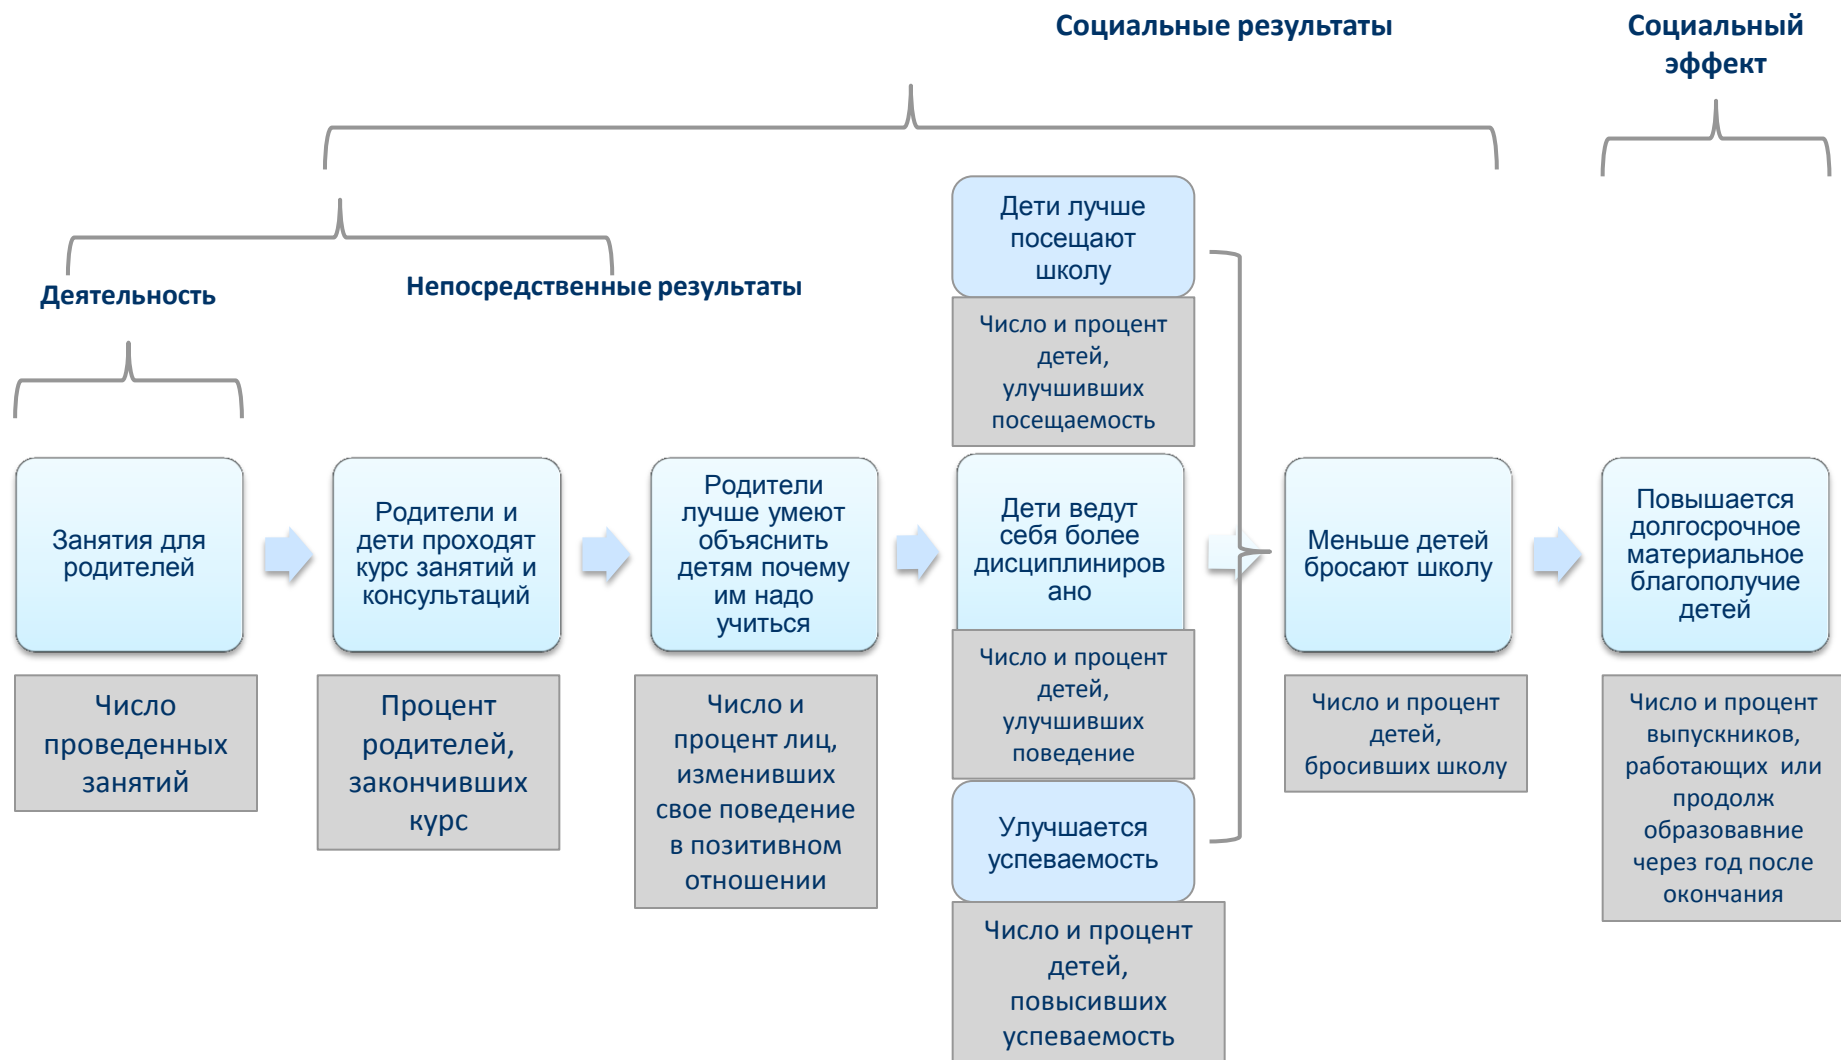 Социальные результаты
Социальный
эффект
Деятельность
Непосредственные результаты
Занятия для
родителей
Число
проведенных
занятий
Родители и
дети проходят
курс занятий и
консультаций
Процент
родителей,
закончивших
курс
Родители
лучше умеют
объяснить
детям почему
им надо
учиться
Число и
процент лиц,
изменивших
свое поведение
в позитивном
отношении
Дети лучше
посещают
школу
Число и процент
детей,
улучшивших
посещаемость
Дети ведут
себя более
дисциплиниров
ано
Число и процент
детей,
улучшивших
поведение
Улучшается
успеваемость
Число и процент
детей,
повысивших
успеваемость
Меньше детей
бросают школу
Число и процент
детей,
бросивших школу
Повышается
долгосрочное
материальное
благополучие
детей
Число и процент
выпускников,
работающих или
продолж
образовавние
через год после
окончания